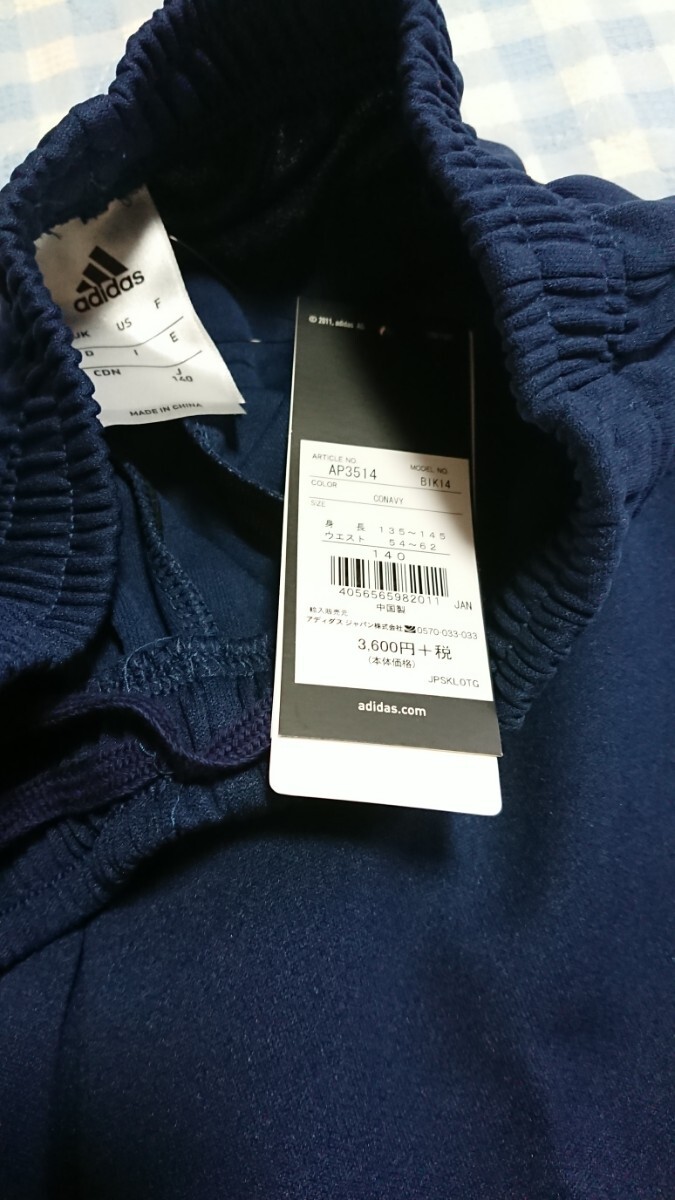 adidas
UK US F
D I E
CDN J
140
MADE IN CHINA
© 2011, adidas AG
ARTICLE NO. MODEL NO.
AP3514 BIK14
COLOR CONAVY
SIZE
身長 135～145
ウエスト 54～62
140
4056565982011 JAN
中国製
輸入販売元
アディダス ジャパン株式会社 0570-033-033
3,600円＋税
(本体価格)
JPSKLOTG
adidas.com